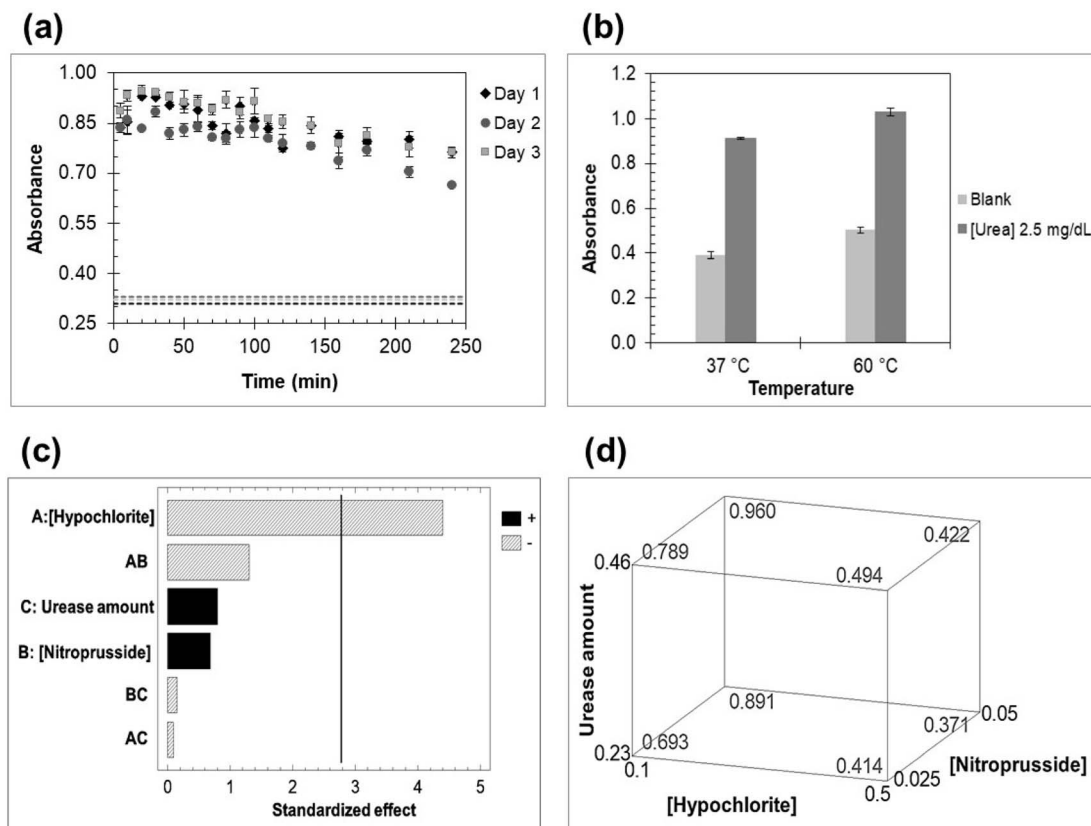 (a)
1.00
0.85
0.70
0.55
0.40
0.25
Absorbance
0 50 100 150 200 250
Time (min)
Day 1
Day 2
Day 3
(b)
1.2
1.0
0.8
0.6
0.4
0.2
0.0
Absorbance
37 °C 60 °C
Temperature
Blank
[Urea] 2.5 mg/dL
(c)
A:[Hypochlorite]
AB
C: Urease amount
B: [Nitroprusside]
BC
AC
0 1 2 3 4 5
Standardized effect
+
-
(d)
0.960
0.422
0.46 0.789
0.494
Urease amount
0.891
0.371 0.05
0.23 0.693
0.1
0.414 0.025
0.5
[Nitroprusside]
[Hypochlorite]